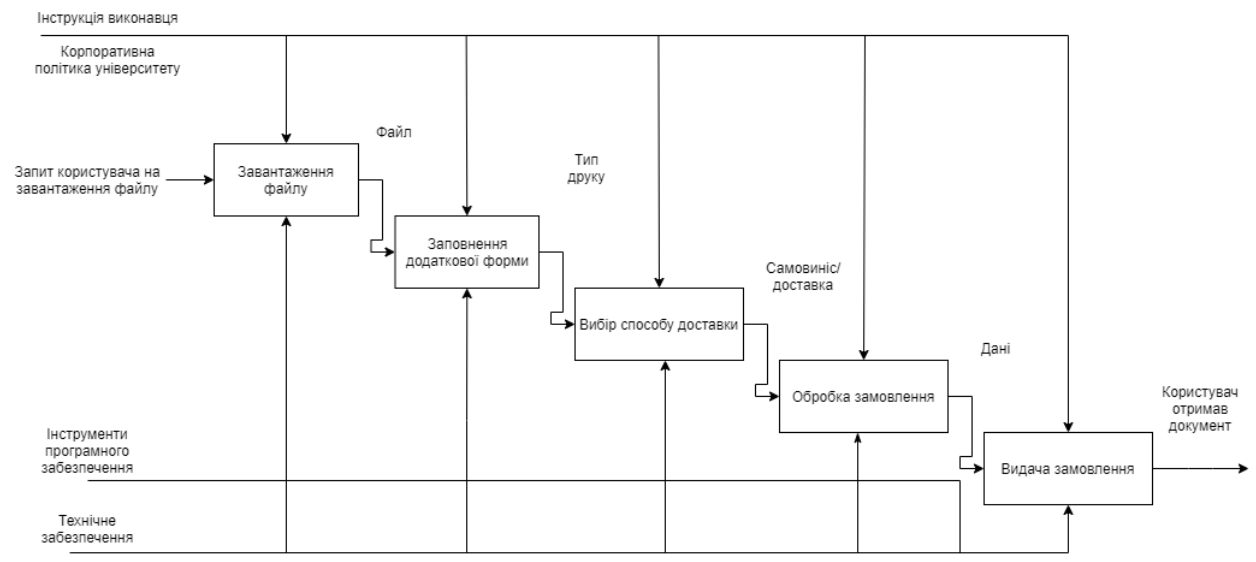 Інструкція виконавця
Корпоративна
політика університету
Файл
Запит користувача на
завантаження файлу
Завантаження
файлу
Тип
друку
Заповнення
додаткової форми
Самовиніс/
доставка
Вибір способу доставки
Дані
Обробка замовлення
Користувач
отримав
документ
Інструменти
програмного
забезпечення
Видача замовлення
Технічне
забезпечення